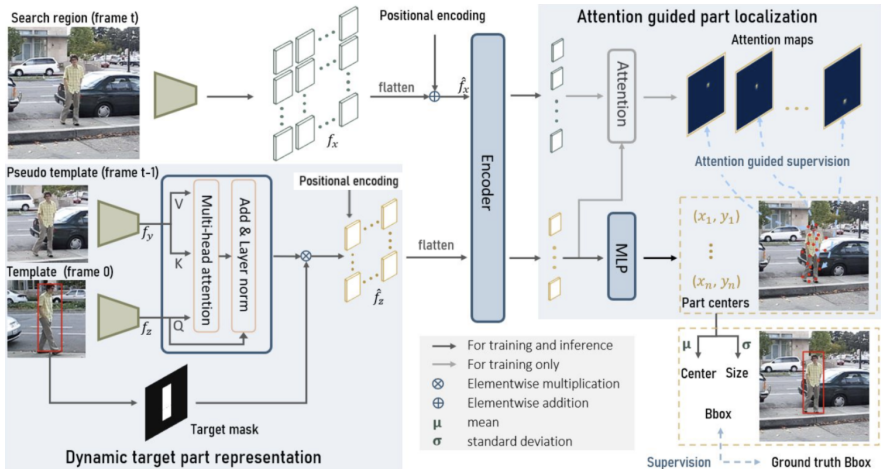 Search region (frame t)
Positional encoding
Attention guided part localization
Attention maps
f_x
flatten
f̂_x
Encoder
Attention
Attention guided supervision
Pseudo template (frame t-1)
f_y
V
K
Multi-head attention
Add & Layer norm
Positional encoding
f̂_z
flatten
MLP
(x_1, y_1)
(x_n, y_n)
Part centers
Template (frame 0)
f_z
Q
Target mask
Dynamic target part representation
For training and inference
For training only
⊗ Elementwise multiplication
⊕ Elementwise addition
μ mean
σ standard deviation
μ σ
Center Size
Bbox
Supervision
Ground truth Bbox